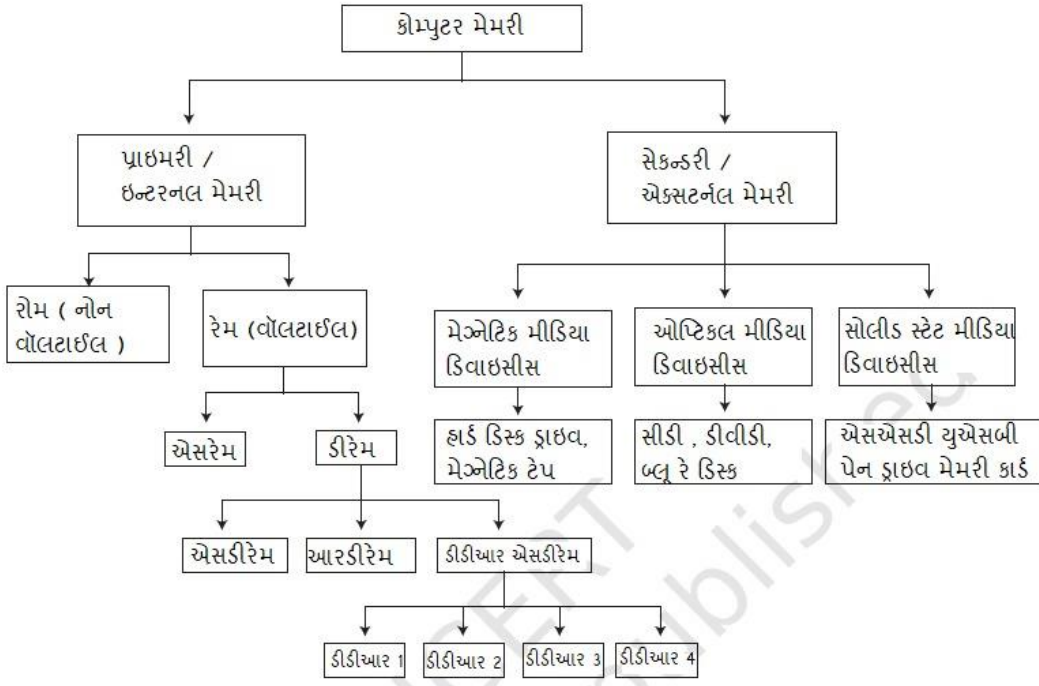 કોમ્પુટર મેમરી
પ્રાઇમરી /
ઇન્ટરનલ મેમરી
સેકન્ડરી /
એક્સટર્નલ મેમરી
રોમ ( નોન
વૉલટાઈલ )
રેમ (વૉલટાઈલ)
મેગ્નેટિક મીડિયા
ડિવાઇસીસ
ઓપ્ટિકલ મીડિયા
ડિવાઇસીસ
સોલીડ સ્ટેટ મીડિયા
ડિવાઇસીસ
એસરેમ
ડીરેમ
હાર્ડ ડિસ્ક ડ્રાઇવ,
મેગ્નેટિક ટેપ
સીડી , ડીવીડી,
બ્લૂ રે ડિસ્ક
એસએસડી યુએસબી
પેન ડ્રાઇવ મેમરી કાર્ડ
એસડીરેમ
આરડીરેમ
ડીડીઆર એસડીરેમ
ડીડીઆર 1
ડીડીઆર 2
ડીડીઆર 3
ડીડીઆર 4